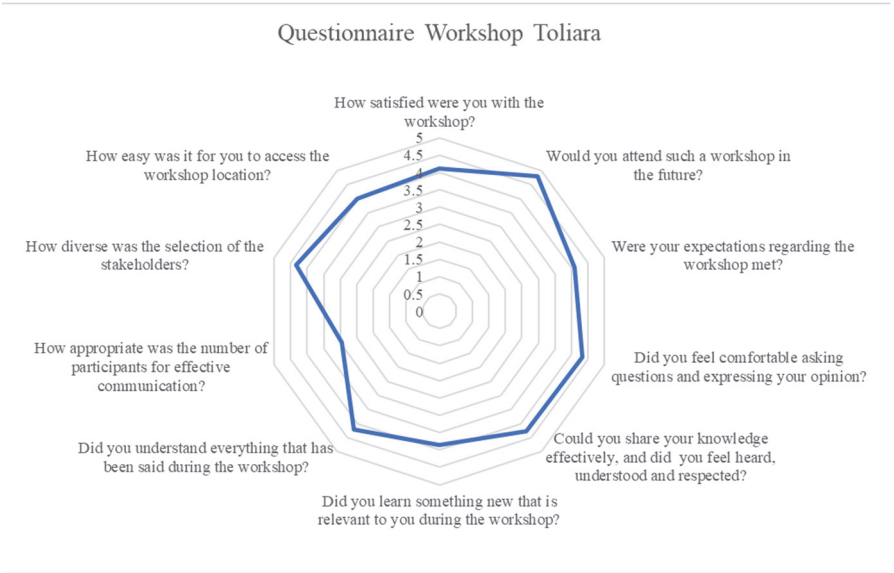 Questionnaire Workshop Toliara
How satisfied were you with the
workshop?
Would you attend such a workshop in
the future?
Were your expectations regarding the
workshop met?
Did you feel comfortable asking
questions and expressing your opinion?
Could you share your knowledge
effectively, and did you feel heard,
understood and respected?
Did you learn something new that is
relevant to you during the workshop?
Did you understand everything that has
been said during the workshop?
How appropriate was the number of
participants for effective
communication?
How diverse was the selection of the
stakeholders?
How easy was it for you to access the
workshop location?
5
4.5
4
3.5
3
2.5
2
1.5
1
0.5
0